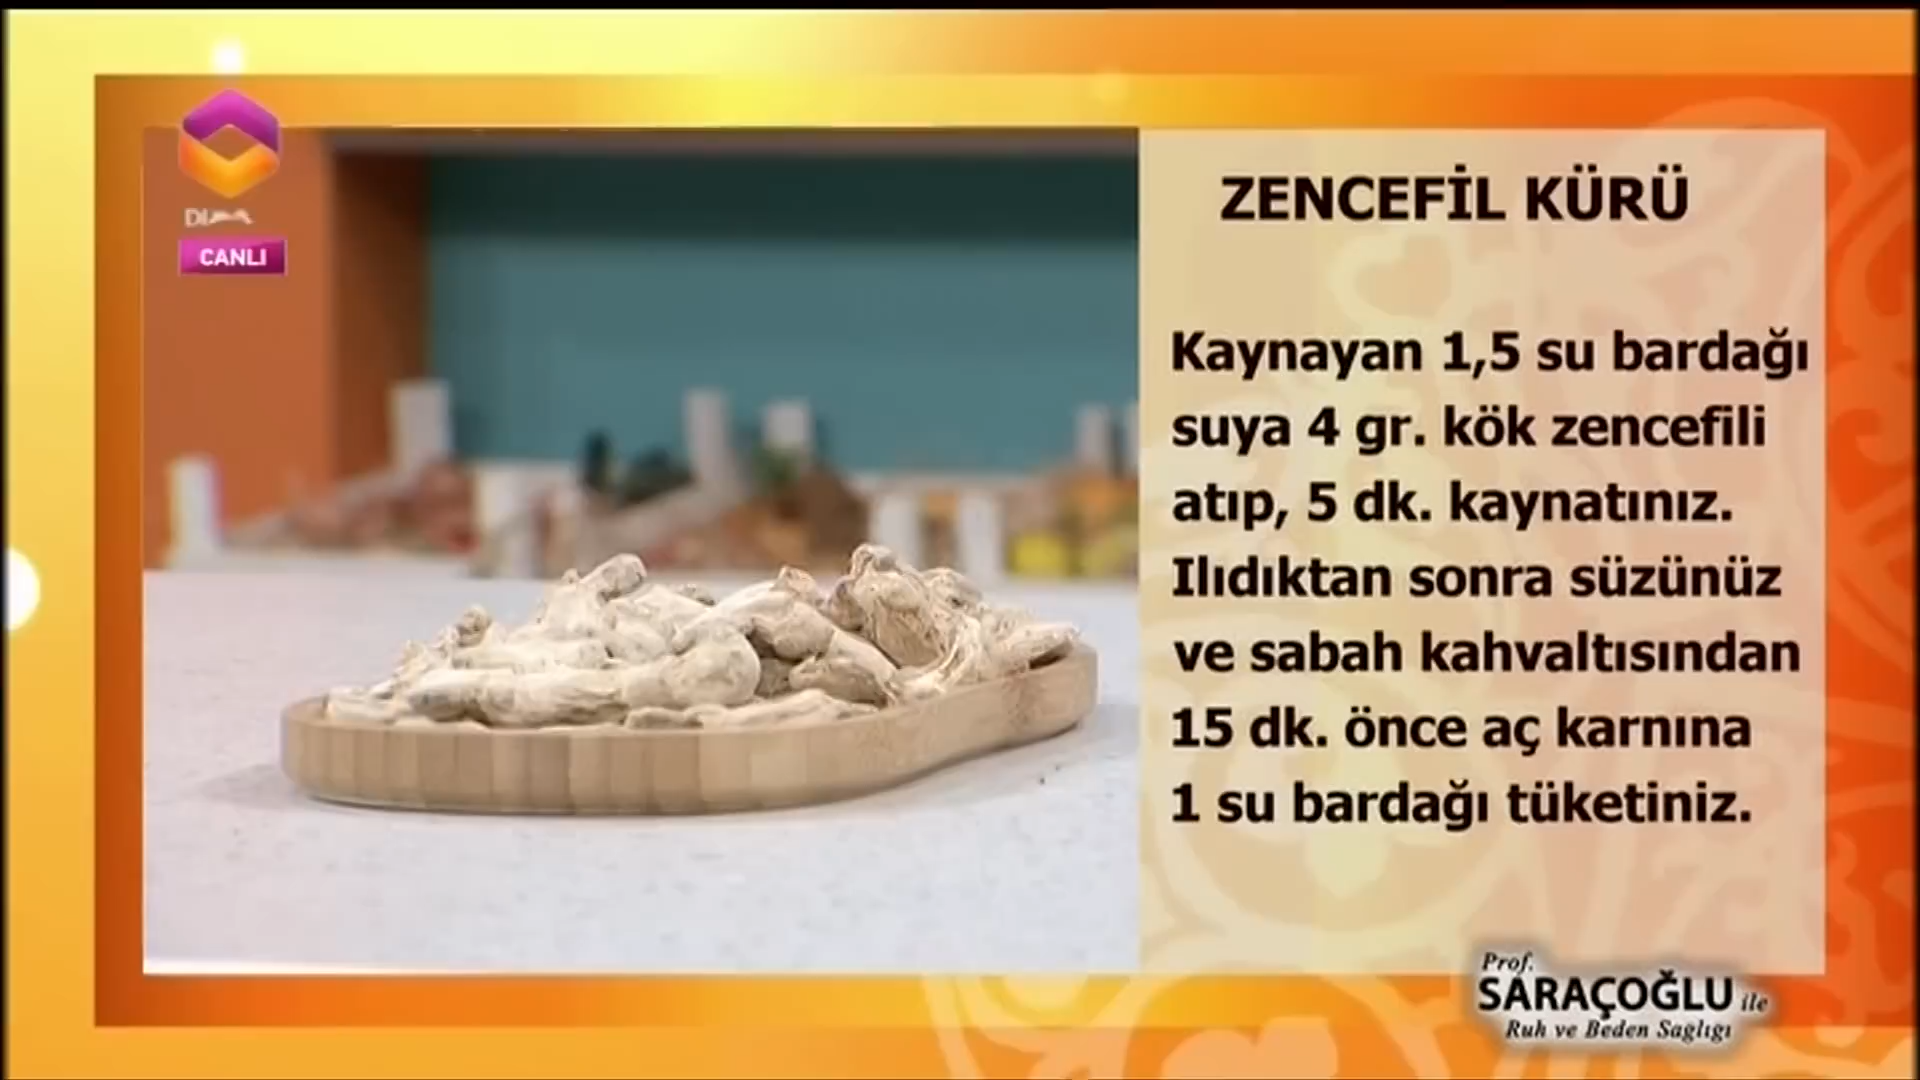 CANLI
ZENCEFİL KÜRÜ
Kaynayan 1,5 su bardağı
suya 4 gr. kök zencefili
atıp, 5 dk. kaynatınız.
Ilıdıktan sonra süzünüz
ve sabah kahvaltısından
15 dk. önce aç karnına
1 su bardağı tüketiniz.
Prof.
SARAÇOĞLU ile
Ruh ve Beden Sağlığı